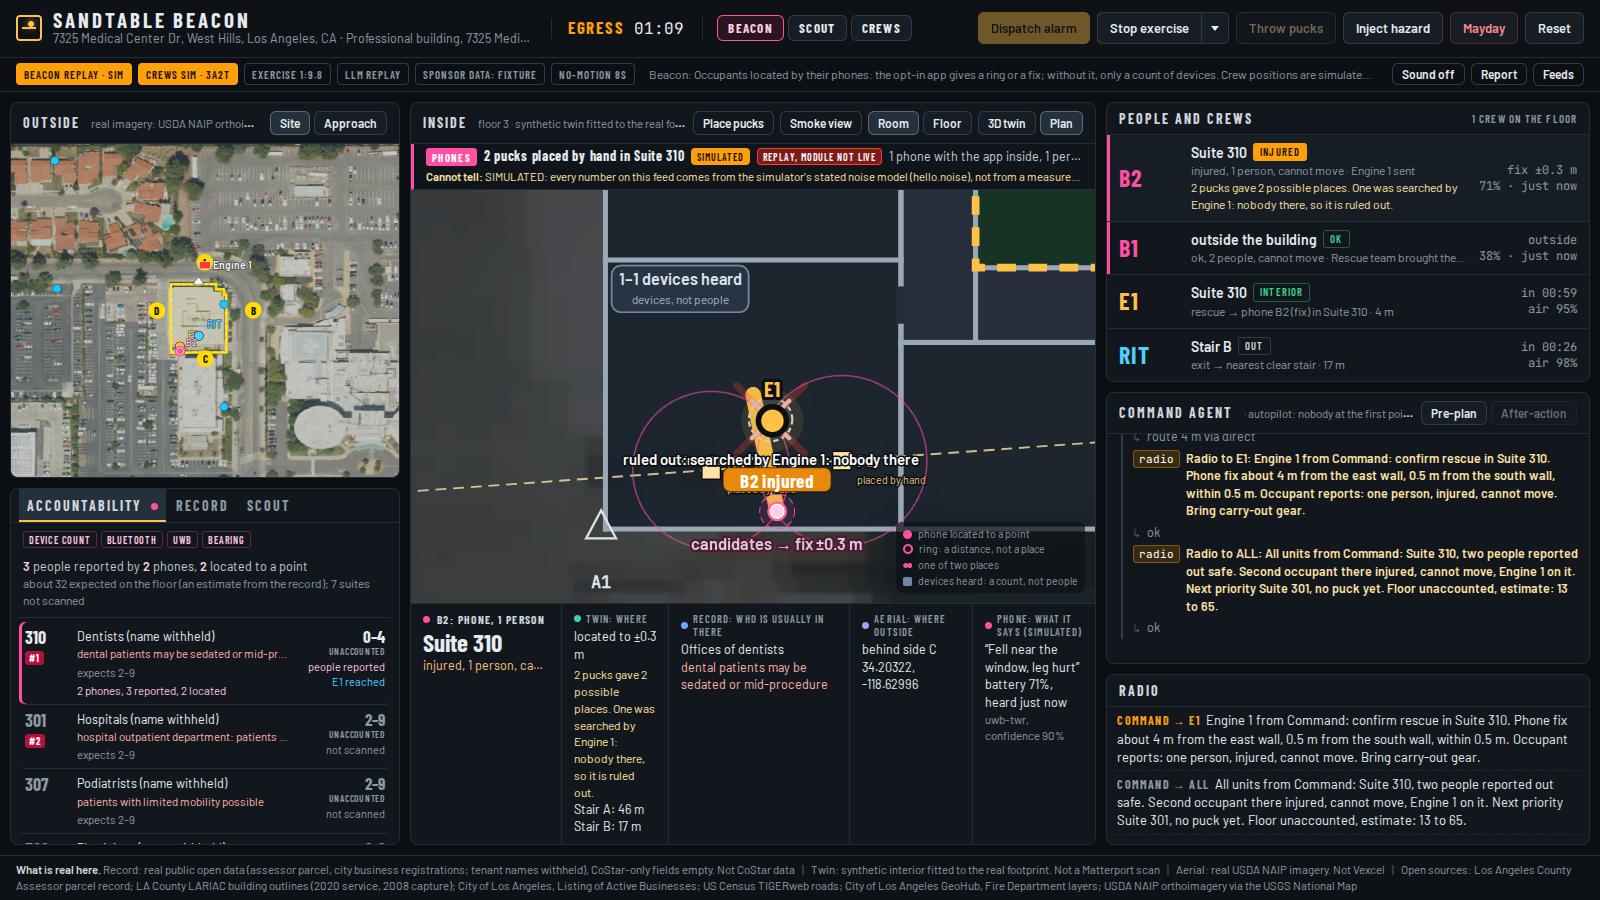 SANDTABLE BEACON
7325 Medical Center Dr, West Hills, Los Angeles, CA · Professional building, 7325 Medi...
EGRESS 01:09
BEACON SCOUT CREWS
Dispatch alarm Stop exercise Throw pucks Inject hazard Mayday Reset
BEACON REPLAY · SIM CREWS SIM · 3A2T EXERCISE 1:9.8 LLM REPLAY SPONSOR DATA: FIXTURE NO-MOTION 8S
Beacon: Occupants located by their phones: the opt-in app gives a ring or a fix; without it, only a count of devices. Crew positions are simulate...
Sound off Report Feeds
OUTSIDE real imagery: USDA NAIP orthoi... Site Approach
Engine 1
D
B
RIT
C
ACCOUNTABILITY RECORD SCOUT
DEVICE COUNT BLUETOOTH UWB BEARING
3 people reported by 2 phones, 2 located to a point
about 32 expected on the floor (an estimate from the record); 7 suites
not scanned
310 Dentists (name withheld) 0–4
#1 dental patients may be sedated or mid-pr... UNACCOUNTED
expects 2–9 people reported
2 phones, 3 reported, 2 located E1 reached
301 Hospitals (name withheld) 2–9
#2 hospital outpatient department: patients ... UNACCOUNTED
expects 2–9 not scanned
307 Podiatrists (name withheld) 2–9
patients with limited mobility possible UNACCOUNTED
expects 2–9 not scanned
INSIDE floor 3 · synthetic twin fitted to the real fo... Place pucks Smoke view Room Floor 3D twin Plan
PHONES 2 pucks placed by hand in Suite 310 SIMULATED REPLAY, MODULE NOT LIVE 1 phone with the app inside, 1 per...
Cannot tell: SIMULATED: every number on this feed comes from the simulator's stated noise model (hello.noise), not from a measure...
1–1 devices heard
devices, not people
E1
ruled out: searched by Engine 1: nobody there
B2 injured
placed by hand
candidates → fix ±0.3 m
A1
phone located to a point
ring: a distance, not a place
one of two places
devices heard: a count, not people
B2: PHONE, 1 PERSON
Suite 310
injured, 1 person, ca...
TWIN: WHERE
located to ±0.3
m
2 pucks gave 2
possible
places. One was
searched by
Engine 1:
nobody there,
so it is ruled
out.
Stair A: 46 m
Stair B: 17 m
RECORD: WHO IS USUALLY IN
THERE
Offices of dentists
dental patients may be
sedated or mid-procedure
AERIAL: WHERE
OUTSIDE
behind side C
34.20322,
-118.62996
PHONE: WHAT IT
SAYS (SIMULATED)
"Fell near the
window, leg hurt"
battery 71%,
heard just now
uwb-twr,
confidence 90%
PEOPLE AND CREWS 1 CREW ON THE FLOOR
B2 Suite 310 INJURED
injured, 1 person, cannot move · Engine 1 sent
2 pucks gave 2 possible places. One was searched by
Engine 1: nobody there, so it is ruled out.
fix ±0.3 m
71% · just now
B1 outside the building OK
ok, 2 people, cannot move · Rescue team brought the...
outside
38% · just now
E1 Suite 310 INTERIOR
rescue → phone B2 (fix) in Suite 310 · 4 m
in 00:59
air 95%
RIT Stair B OUT
exit → nearest clear stair · 17 m
in 00:26
air 98%
COMMAND AGENT · autopilot: nobody at the first poi... Pre-plan After-action
↳ route 4 m via direct
radio Radio to E1: Engine 1 from Command: confirm rescue in Suite 310.
Phone fix about 4 m from the east wall, 0.5 m from the south wall,
within 0.5 m. Occupant reports: one person, injured, cannot move.
Bring carry-out gear.
↳ ok
radio Radio to ALL: All units from Command: Suite 310, two people reported
out safe. Second occupant there injured, cannot move, Engine 1 on it.
Next priority Suite 301, no puck yet. Floor unaccounted, estimate: 13
to 65.
↳ ok
RADIO
COMMAND → E1 Engine 1 from Command: confirm rescue in Suite 310. Phone fix
about 4 m from the east wall, 0.5 m from the south wall, within 0.5 m. Occupant
reports: one person, injured, cannot move. Bring carry-out gear.
COMMAND → ALL All units from Command: Suite 310, two people reported out
safe. Second occupant there injured, cannot move, Engine 1 on it. Next priority
Suite 301, no puck yet. Floor unaccounted, estimate: 13 to 65.
What is real here. Record: real public open data (assessor parcel, city business registrations; tenant names withheld), CoStar-only fields empty. Not CoStar data | Twin: synthetic interior fitted to the real footprint. Not a Matterport scan | Aerial: real USDA NAIP imagery. Not Vexcel | Open sources: Los Angeles County
Assessor parcel record; LA County LARIAC building outlines (2020 service, 2008 capture); City of Los Angeles, Listing of Active Businesses; US Census TIGERweb roads; City of Los Angeles GeoHub, Fire Department layers; USDA NAIP orthoimagery via the USGS National Map